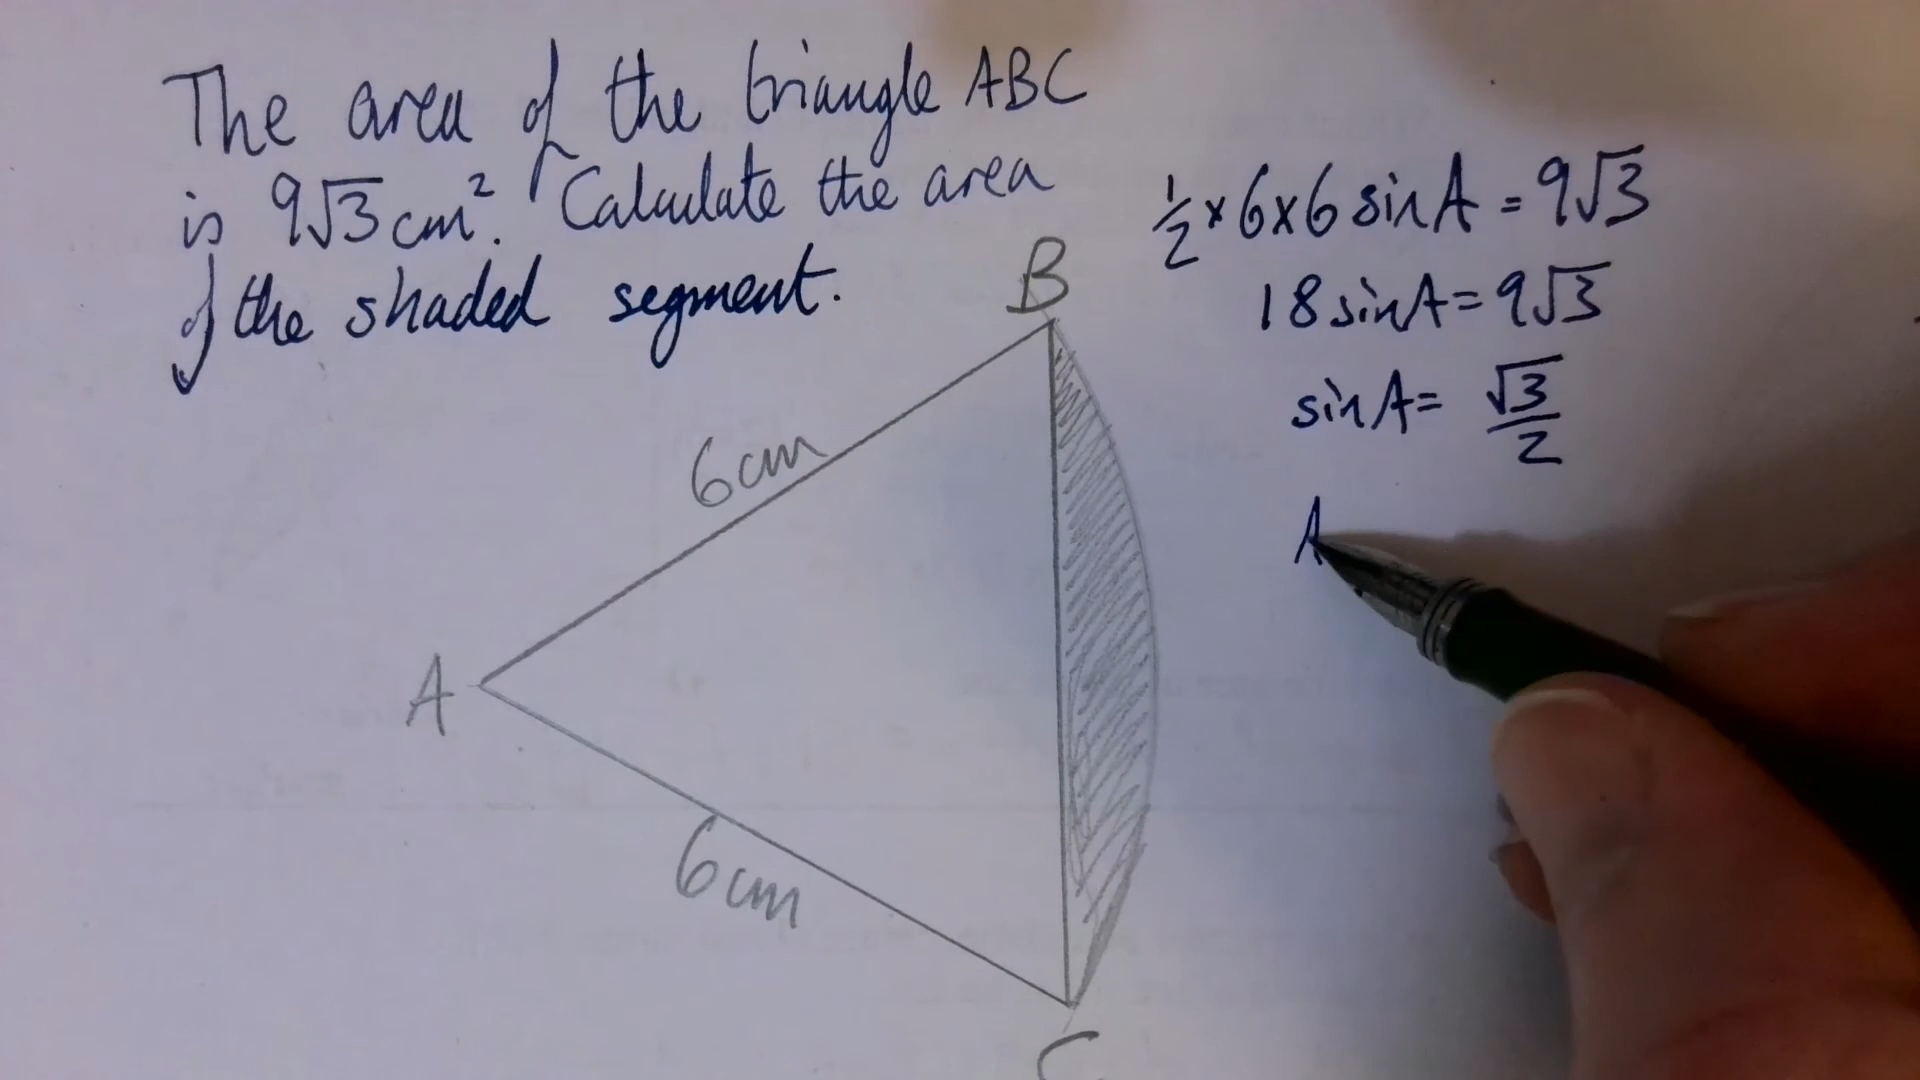 The area of the triangle ABC
is 9√3 cm². Calculate the area
of the shaded segment.
½ × 6 × 6 sin A = 9√3
18 sin A = 9√3
sin A = √3/2
A
B
6cm
A
6cm
C